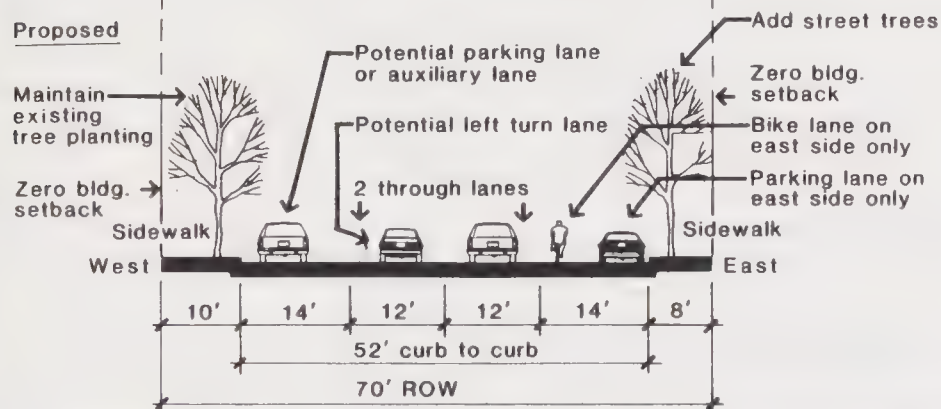 Proposed
Maintain
existing
tree planting
Zero bldg.
setback
Sidewalk
West
Potential parking lane
or auxiliary lane
Potential left turn lane
2 through lanes
Add street trees
Zero bldg.
setback
Bike lane on
east side only
Parking lane on
east side only
Sidewalk
East
10' 14' 12' 12' 14' 8'
52' curb to curb
70' ROW